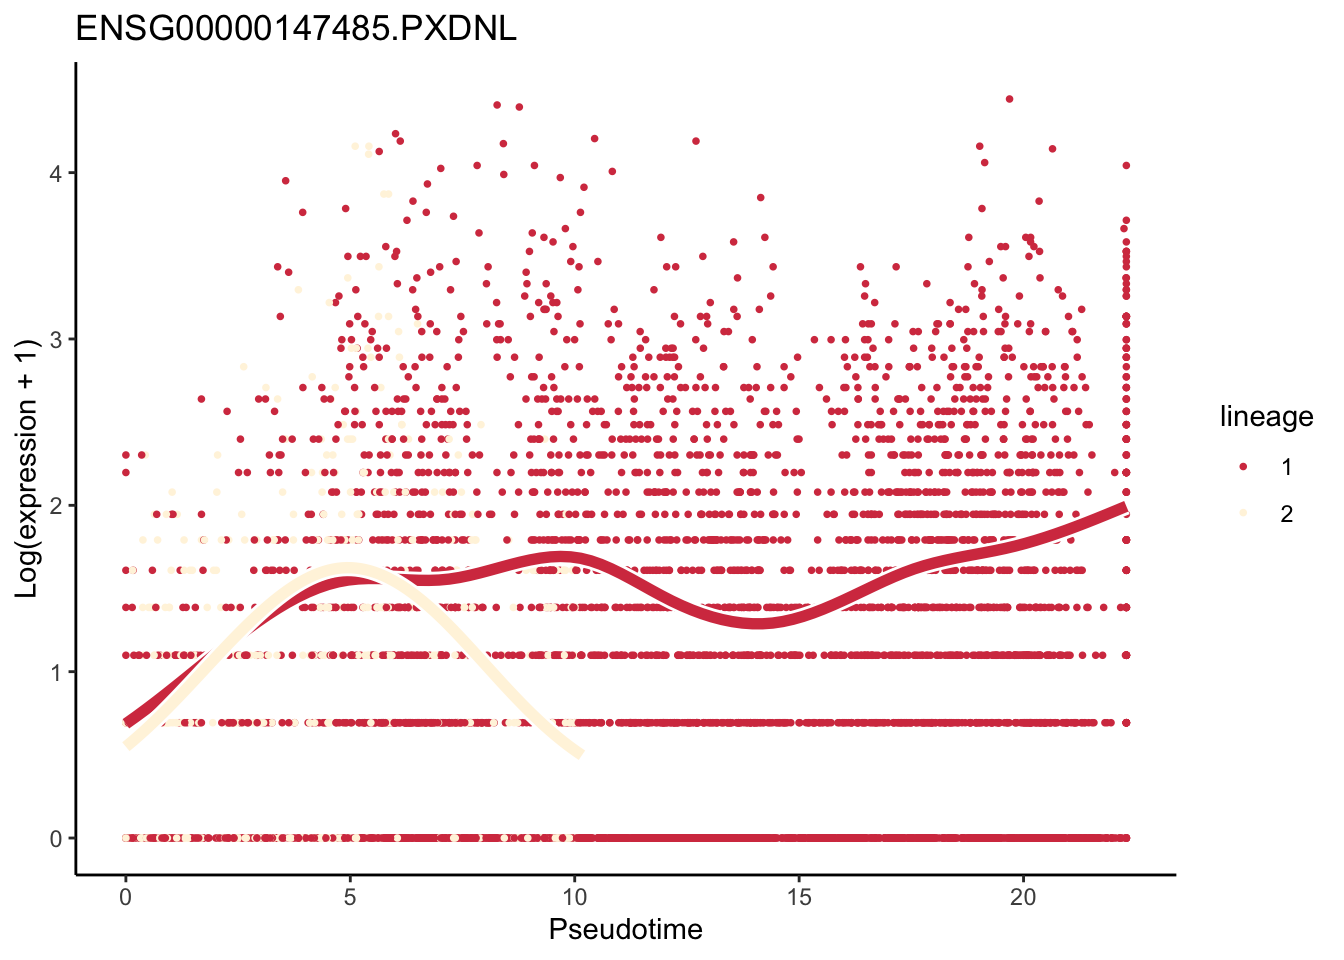 ENSG00000147485.PXDNL
Log(expression + 1)
4
3
2
1
0
0 5 10 15 20
Pseudotime
lineage
1
2